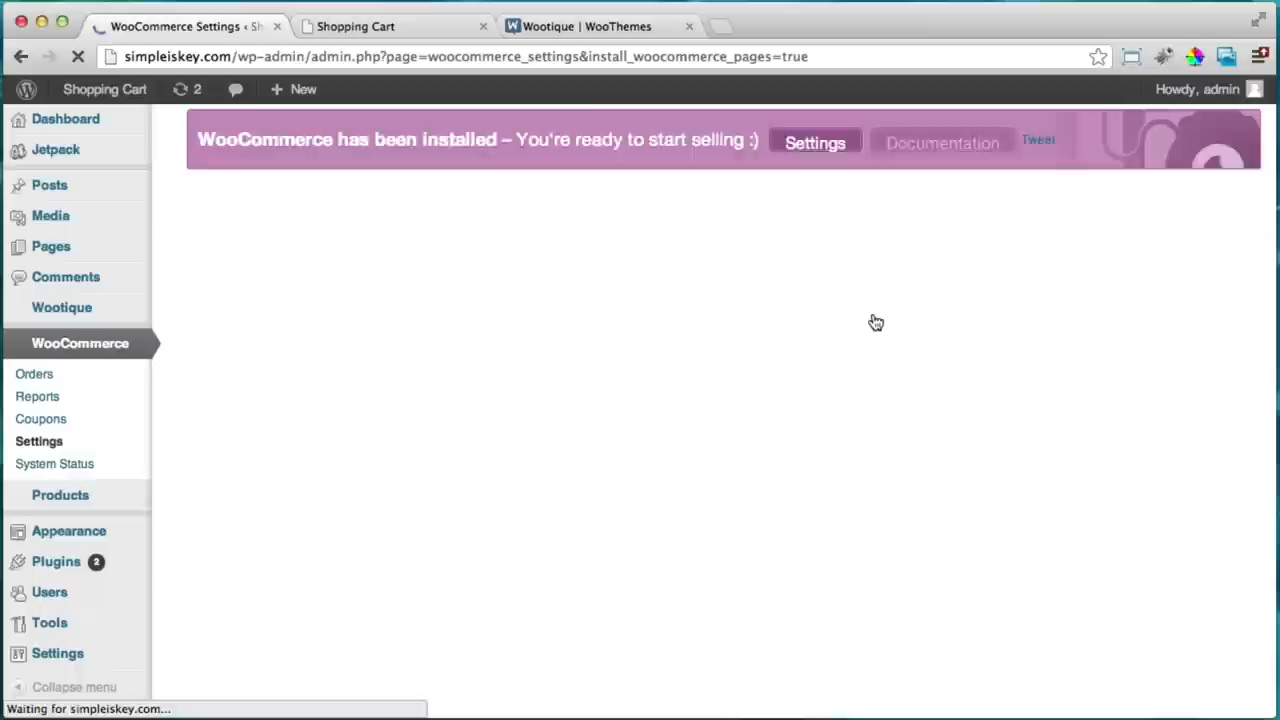 WooCommerce Settings ‹ Sh
Shopping Cart
Wootique | WooThemes
simpleiskey.com/wp-admin/admin.php?page=woocommerce_settings&install_woocommerce_pages=true
Shopping Cart
2
New
Howdy, admin
Dashboard
WooCommerce has been installed – You're ready to start selling :)
Settings
Documentation
Tweet
Jetpack
Posts
Media
Pages
Comments
Wootique
WooCommerce
Orders
Reports
Coupons
Settings
System Status
Products
Appearance
Plugins 2
Users
Tools
Settings
Collapse menu
Waiting for simpleiskey.com...